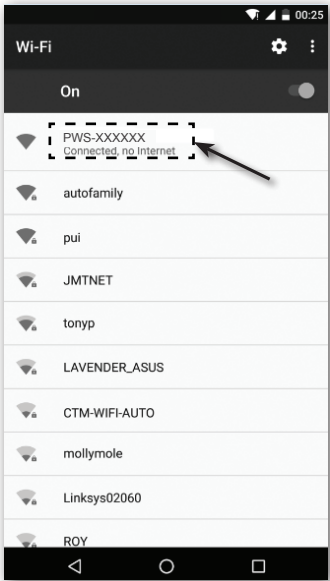 00:25
Wi-Fi
On
PWS-XXXXXX
Connected, no Internet
autofamily
pui
JMTNET
tonyp
LAVENDER_ASUS
CTM-WIFI-AUTO
mollymole
Linksys02060
ROY